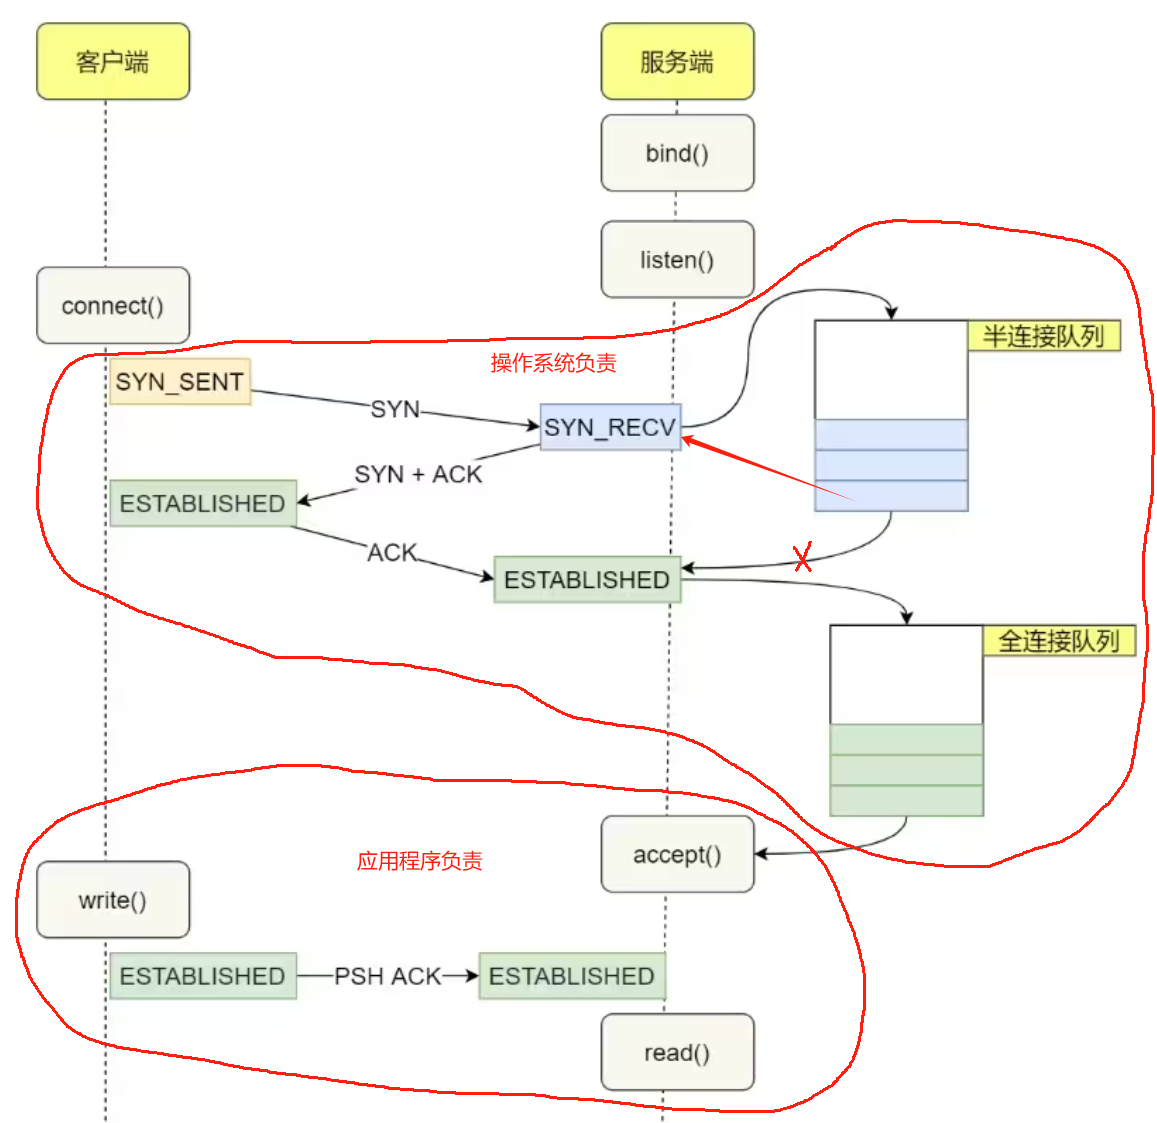 客户端
服务端
bind()
listen()
connect()
半连接队列
操作系统负责
SYN_SENT
SYN
SYN_RECV
SYN + ACK
ESTABLISHED
ACK
ESTABLISHED
全连接队列
accept()
应用程序负责
write()
ESTABLISHED
PSH ACK
ESTABLISHED
read()